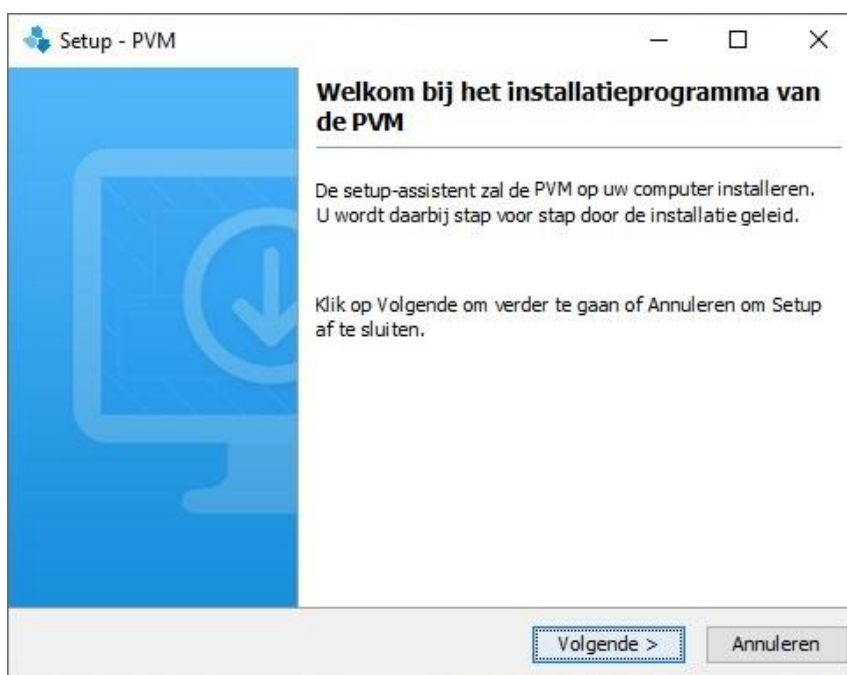 Setup - PVM
Welkom bij het installatieprogramma van
de PVM
De setup-assistent zal de PVM op uw computer installeren.
U wordt daarbij stap voor stap door de installatie geleid.
Klik op Volgende om verder te gaan of Annuleren om Setup
af te sluiten.
Volgende >
Annuleren